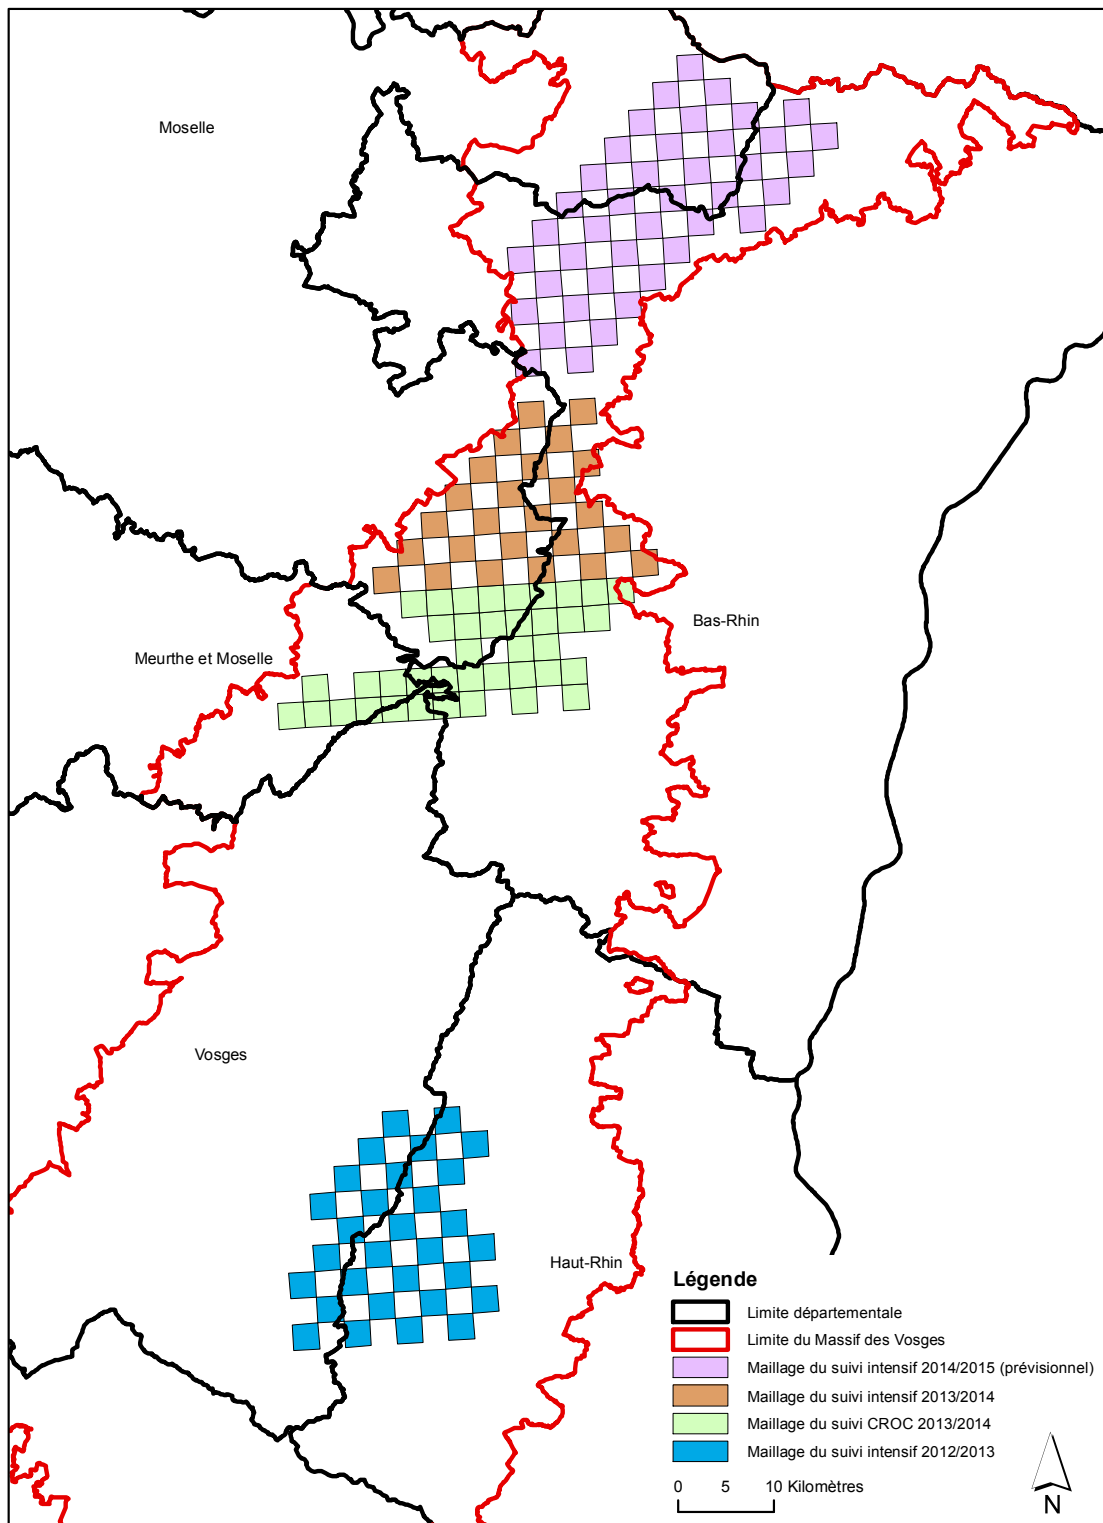 Moselle
Bas-Rhin
Meurthe et Moselle
Vosges
Haut-Rhin
Légende
Limite départementale
Limite du Massif des Vosges
Maillage du suivi intensif 2014/2015 (prévisionnel)
Maillage du suivi intensif 2013/2014
Maillage du suivi CROC 2013/2014
Maillage du suivi intensif 2012/2013
0 5 10 Kilomètres
N